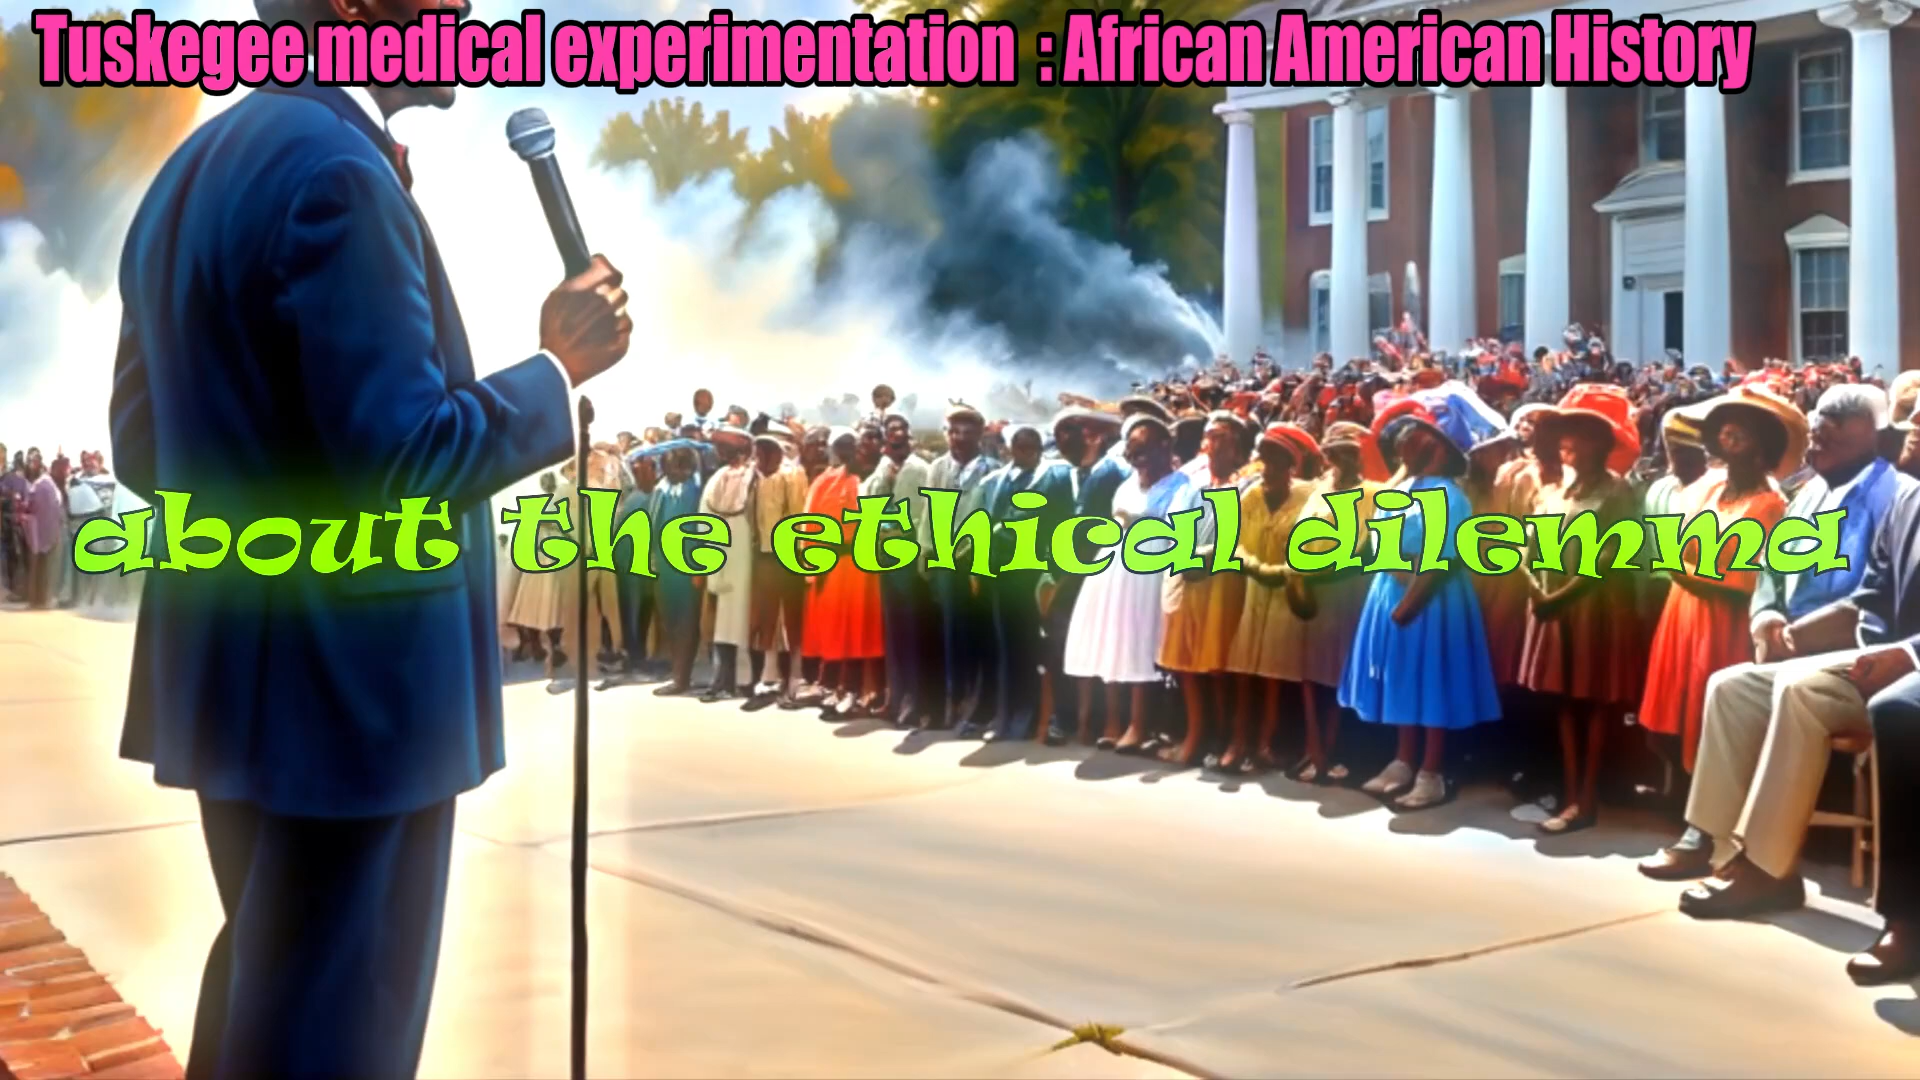 Tuskegee medical experimentation : African American History
about the ethical dilemma